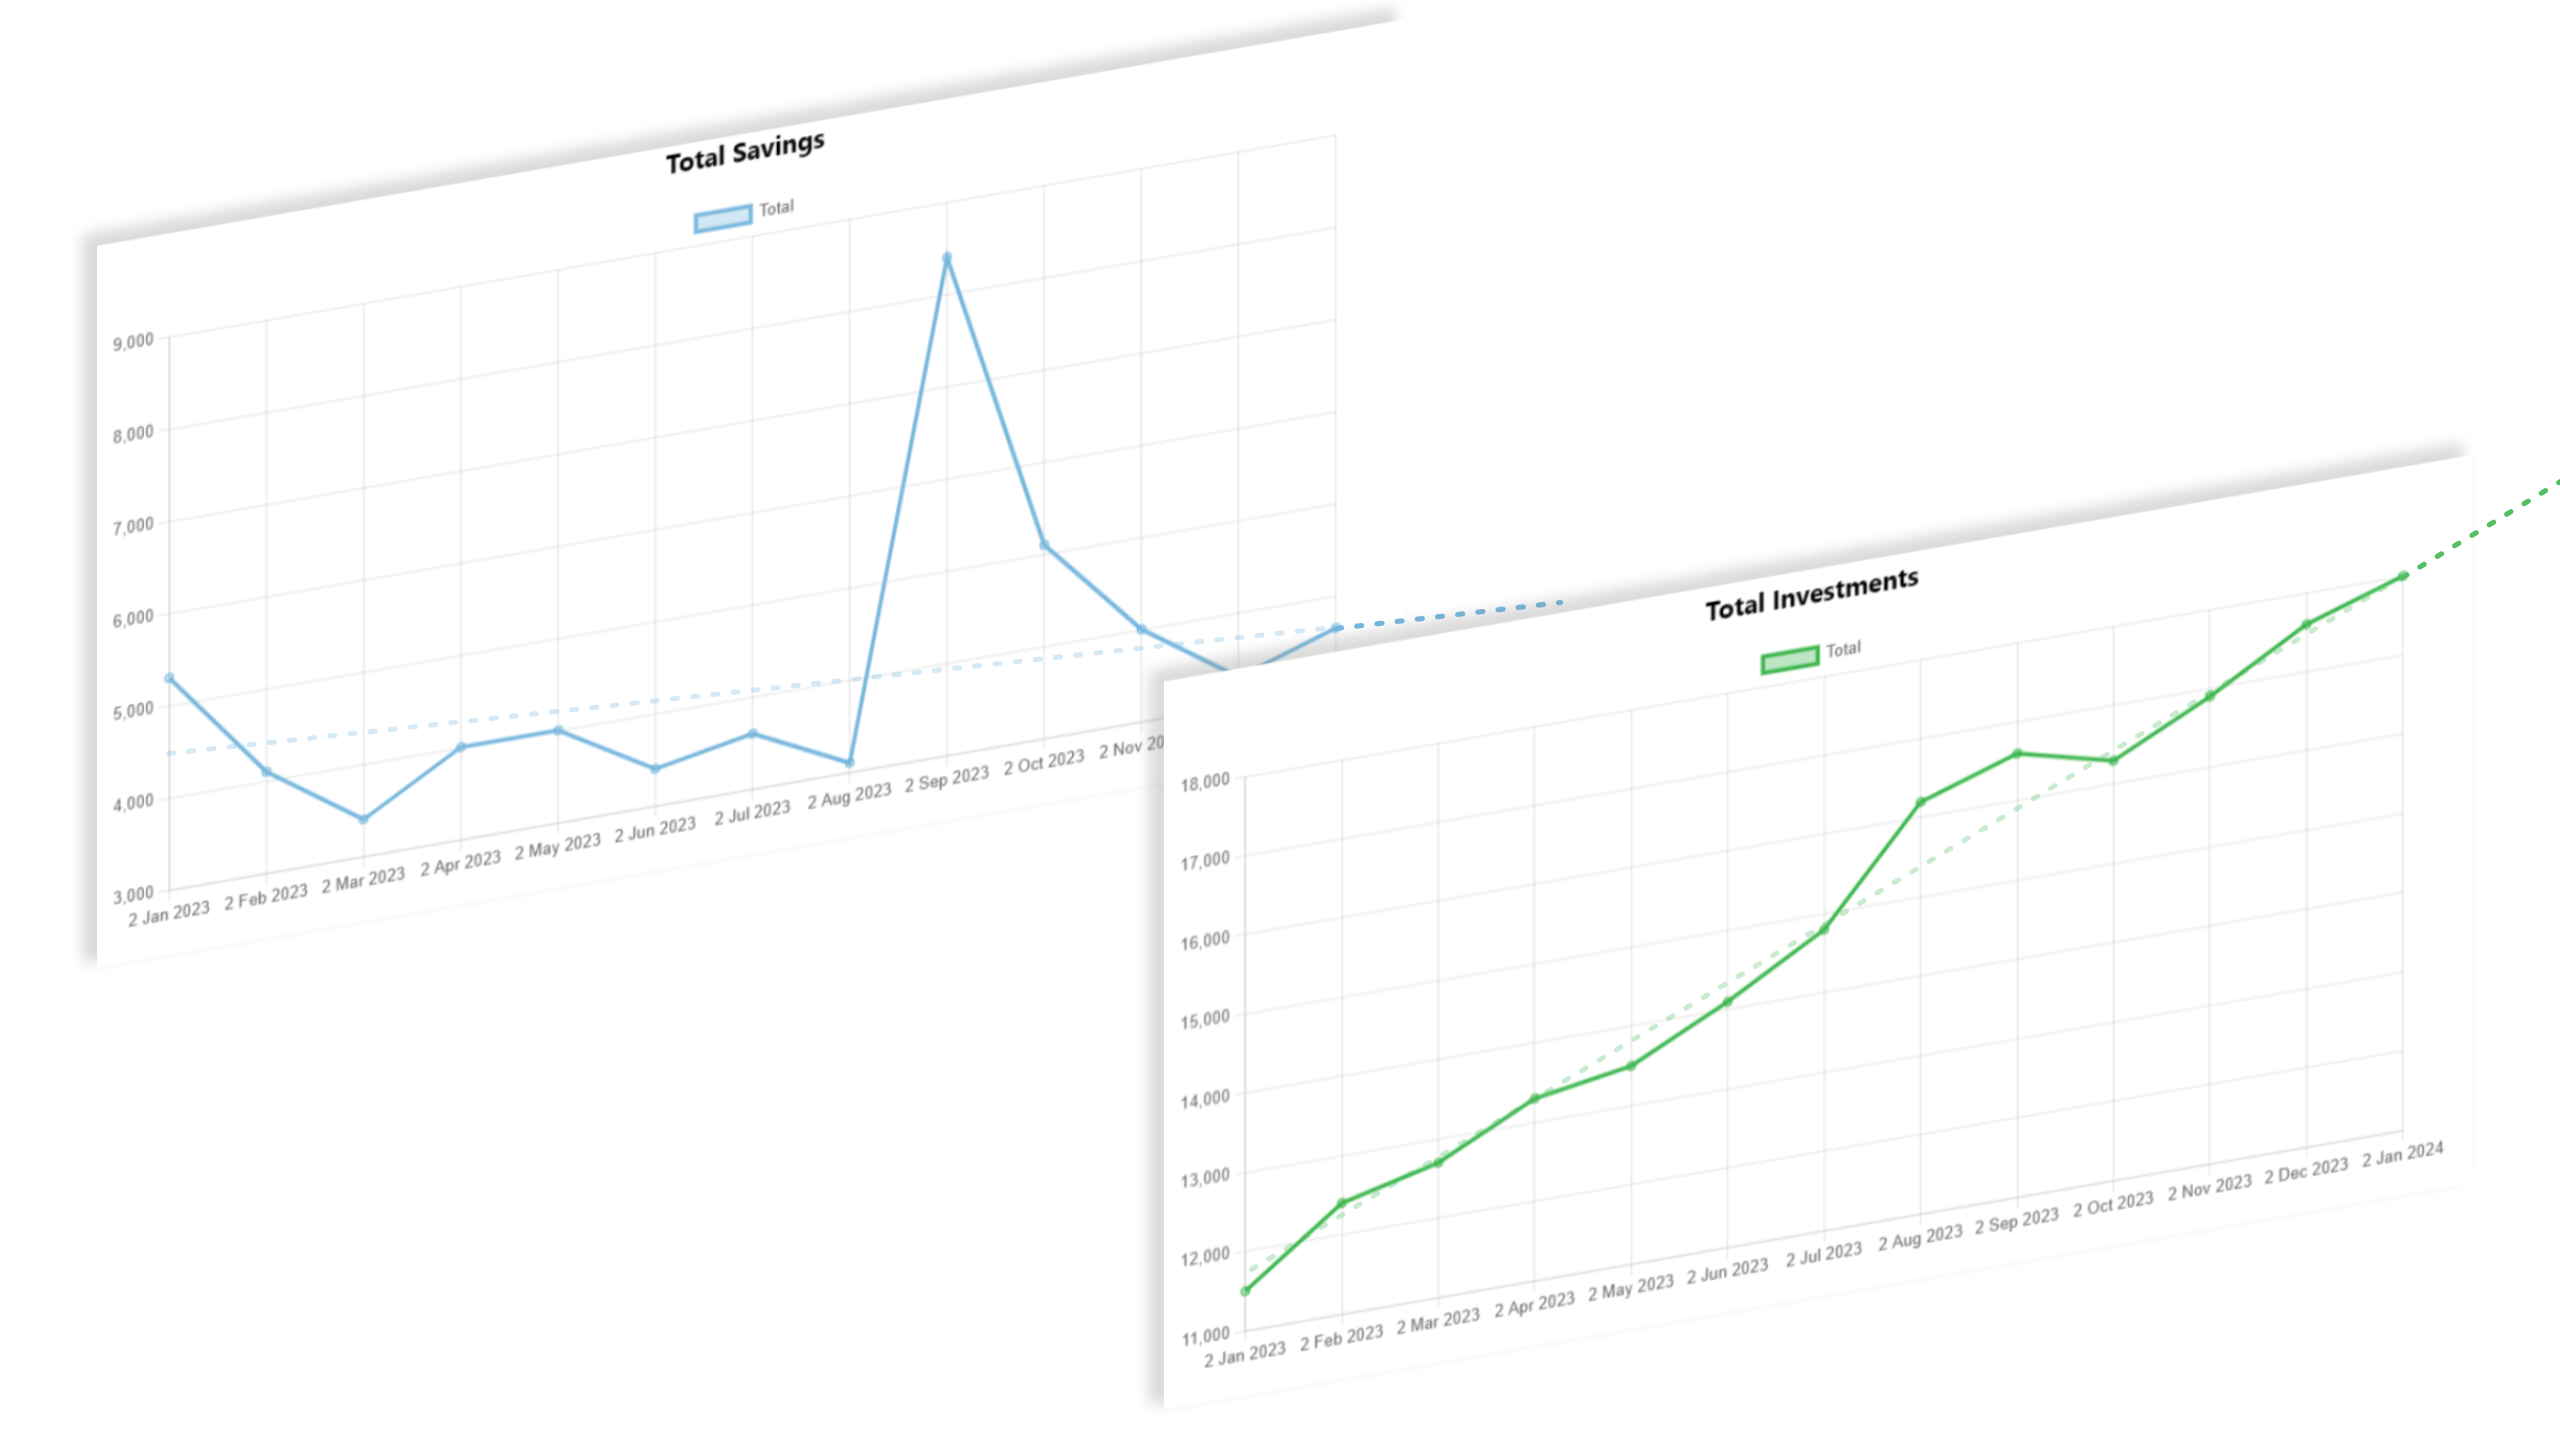 Total Savings
Total
9,000
8,000
7,000
6,000
5,000
4,000
3,000
2 Jan 2023
2 Feb 2023
2 Mar 2023
2 Apr 2023
2 May 2023
2 Jun 2023
2 Jul 2023
2 Aug 2023
2 Sep 2023
2 Oct 2023
2 Nov 20
Total Investments
Total
18,000
17,000
16,000
15,000
14,000
13,000
12,000
11,000
2 Jan 2023
2 Feb 2023
2 Mar 2023
2 Apr 2023
2 May 2023
2 Jun 2023
2 Jul 2023
2 Aug 2023
2 Sep 2023
2 Oct 2023
2 Nov 2023
2 Dec 2023
2 Jan 2024